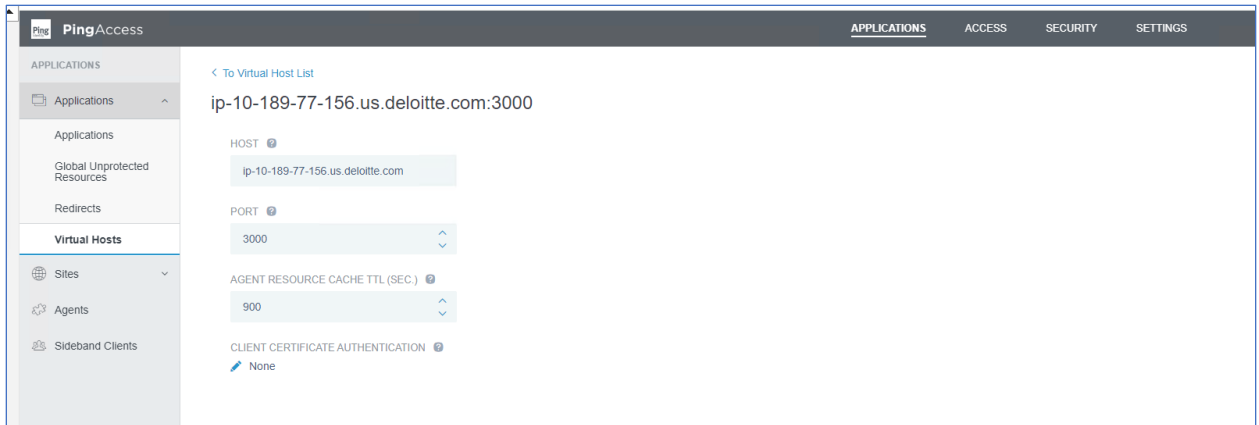 Ping PingAccess
APPLICATIONS ACCESS SECURITY SETTINGS
APPLICATIONS
Applications
Applications
Global Unprotected
Resources
Redirects
Virtual Hosts
Sites
Agents
Sideband Clients
< To Virtual Host List
ip-10-189-77-156.us.deloitte.com:3000
HOST ?
ip-10-189-77-156.us.deloitte.com
PORT ?
3000
AGENT RESOURCE CACHE TTL (SEC.) ?
900
CLIENT CERTIFICATE AUTHENTICATION ?
None